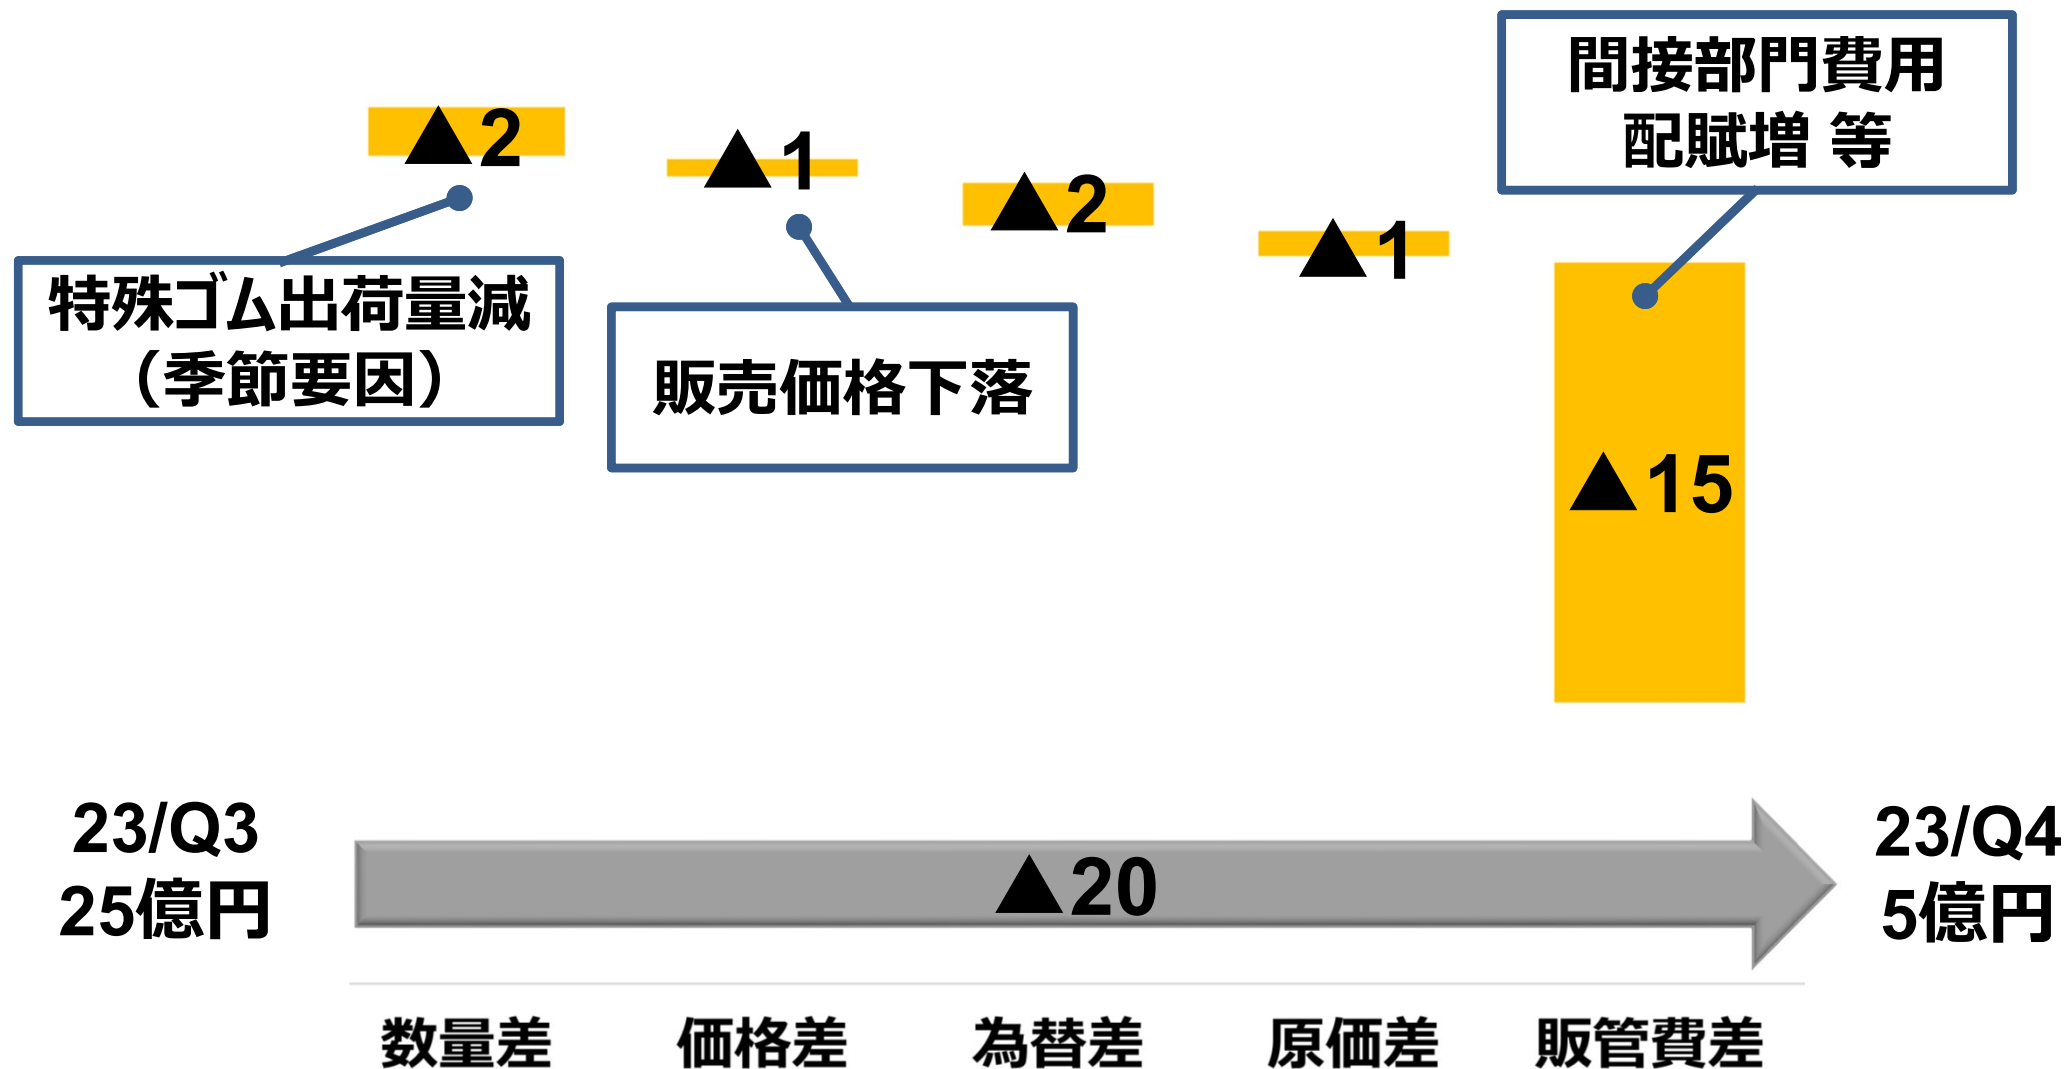 ▲2
▲1
▲2
▲1
▲15
間接部門費用
配賦増 等
特殊ゴム出荷量減
（季節要因）
販売価格下落
23/Q3
25億円
▲20
23/Q4
5億円
数量差
価格差
為替差
原価差
販管費差